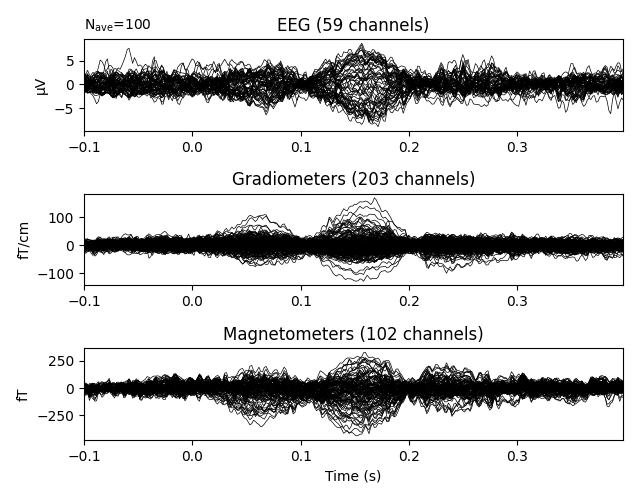 N_ave=100
EEG (59 channels)
µV
5
0
−5
−0.1 0.0 0.1 0.2 0.3
Gradiometers (203 channels)
fT/cm
100
0
−100
−0.1 0.0 0.1 0.2 0.3
Magnetometers (102 channels)
fT
250
0
−250
−0.1 0.0 0.1 0.2 0.3
Time (s)